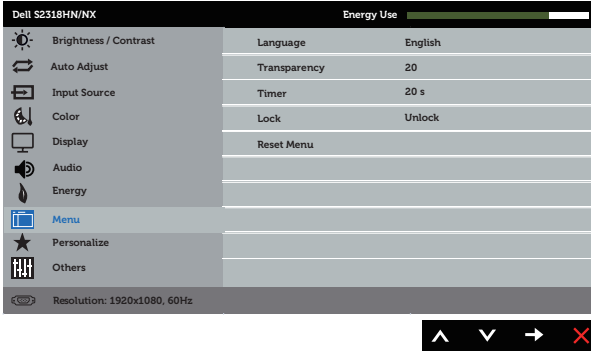 Dell S2318HN/NX Energy Use
Brightness / Contrast
Auto Adjust
Input Source
Color
Display
Audio
Energy
Menu
Personalize
Others
Language English
Transparency 20
Timer 20 s
Lock Unlock
Reset Menu
Resolution: 1920x1080, 60Hz